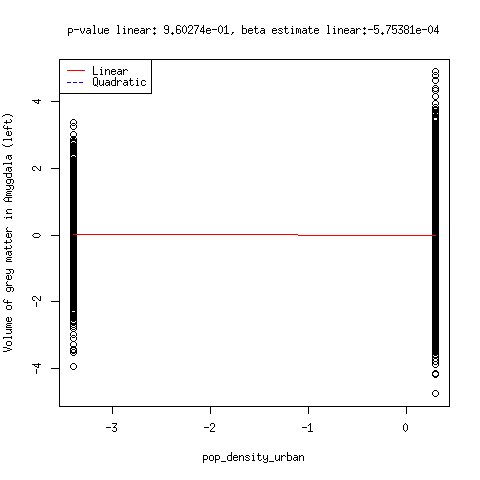 p-value linear: 9.60274e-01, beta estimate linear:-5.75381e-04
Linear
Quadratic
Volume of grey matter in Amygdala (left)
4
2
0
-2
-4
-3 -2 -1 0
pop_density_urban